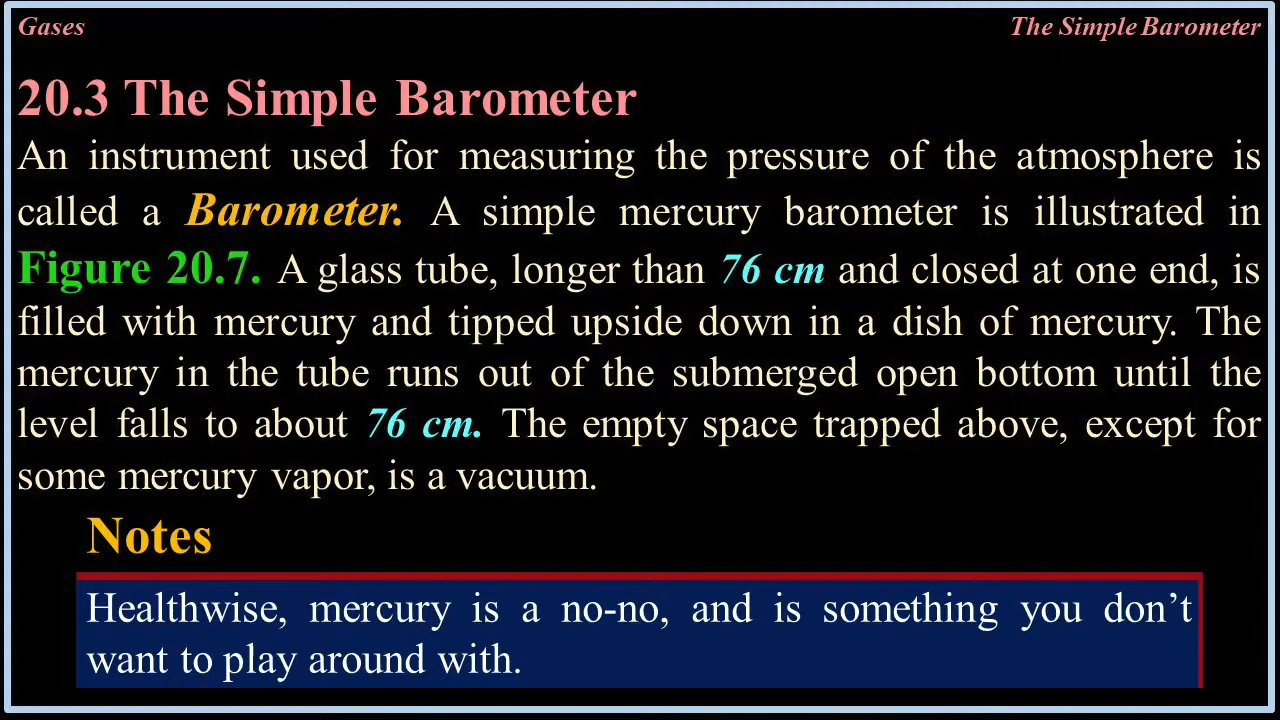 Gases
The Simple Barometer
20.3 The Simple Barometer
An instrument used for measuring the pressure of the atmosphere is
called a Barometer. A simple mercury barometer is illustrated in
Figure 20.7. A glass tube, longer than 76 cm and closed at one end, is
filled with mercury and tipped upside down in a dish of mercury. The
mercury in the tube runs out of the submerged open bottom until the
level falls to about 76 cm. The empty space trapped above, except for
some mercury vapor, is a vacuum.
Notes
Healthwise, mercury is a no-no, and is something you don’t
want to play around with.